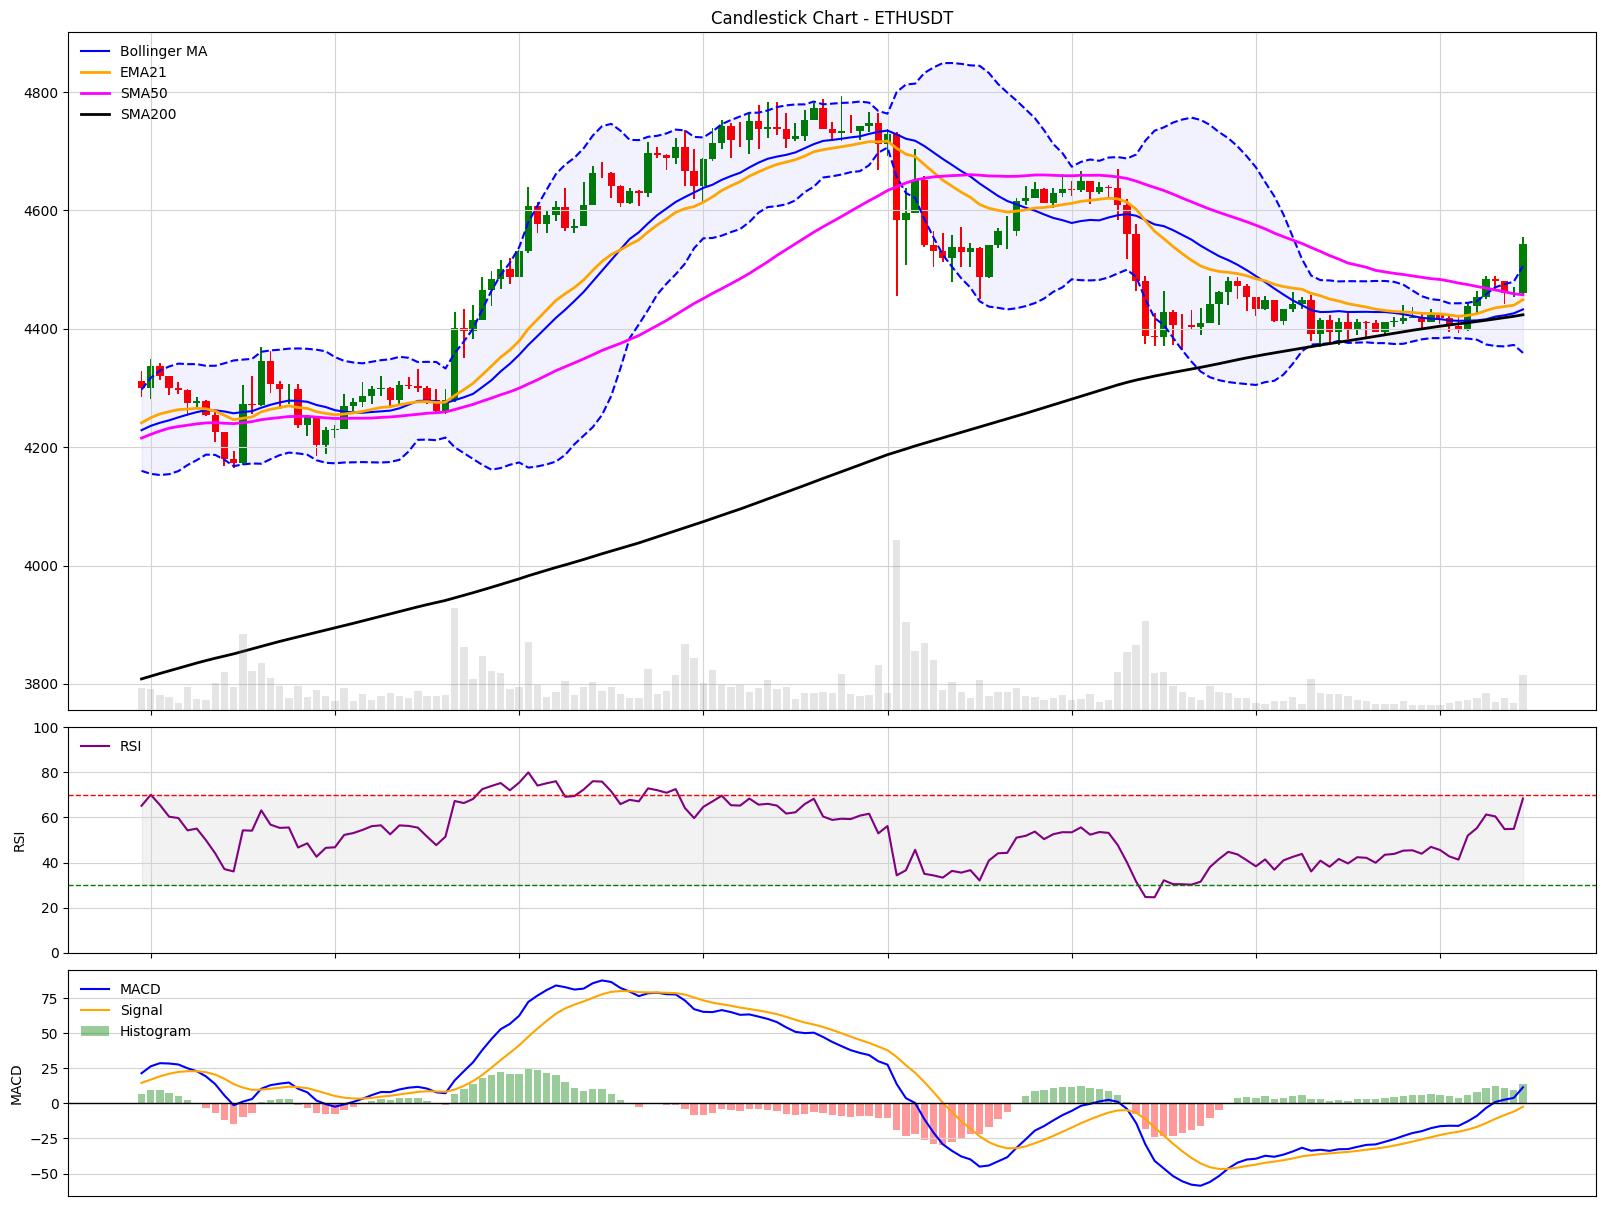 Candlestick Chart - ETHUSDT
Bollinger MA
EMA21
SMA50
SMA200
4800
4600
4400
4200
4000
3800
100
80
60
40
20
0
RSI
RSI
75
50
25
0
−25
−50
MACD
MACD
Signal
Histogram